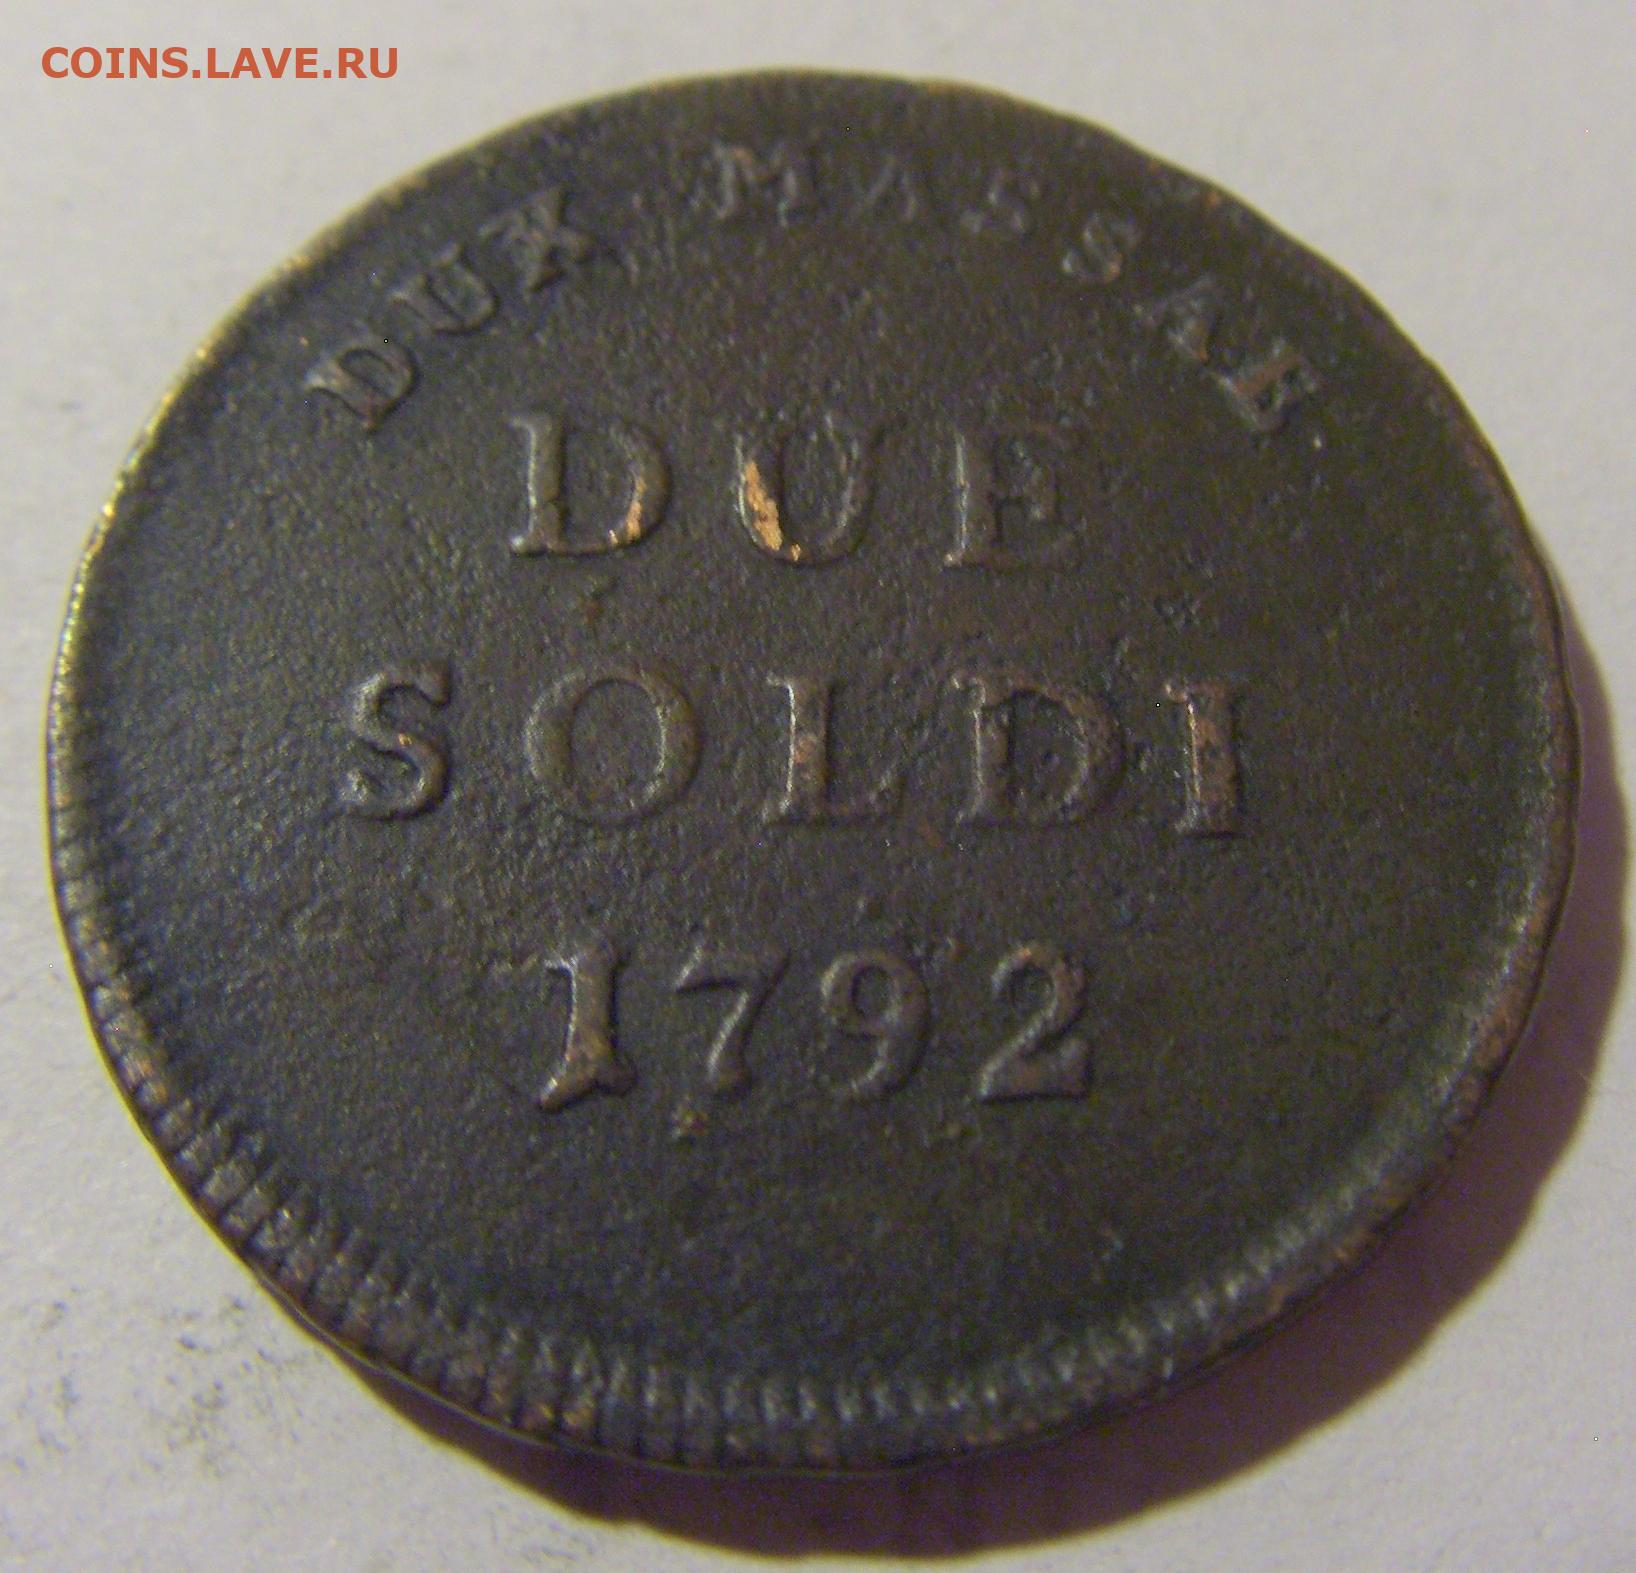 COINS.LAVE.RU
DUX MASSAE
DUE
SOLDI
1792